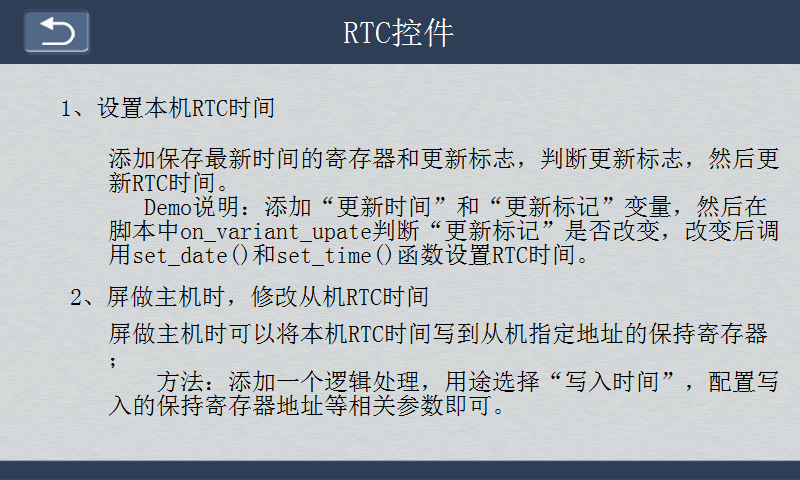 RTC控件
1、设置本机RTC时间
添加保存最新时间的寄存器和更新标志，判断更新标志，然后更
新RTC时间。
Demo说明：添加“更新时间”和“更新标记”变量，然后在
脚本中on_variant_upate判断“更新标记”是否改变，改变后调
用set_date()和set_time()函数设置RTC时间。
2、屏做主机时，修改从机RTC时间
屏做主机时可以将本机RTC时间写到从机指定地址的保持寄存器
；
方法：添加一个逻辑处理，用途选择“写入时间”，配置写
入的保持寄存器地址等相关参数即可。